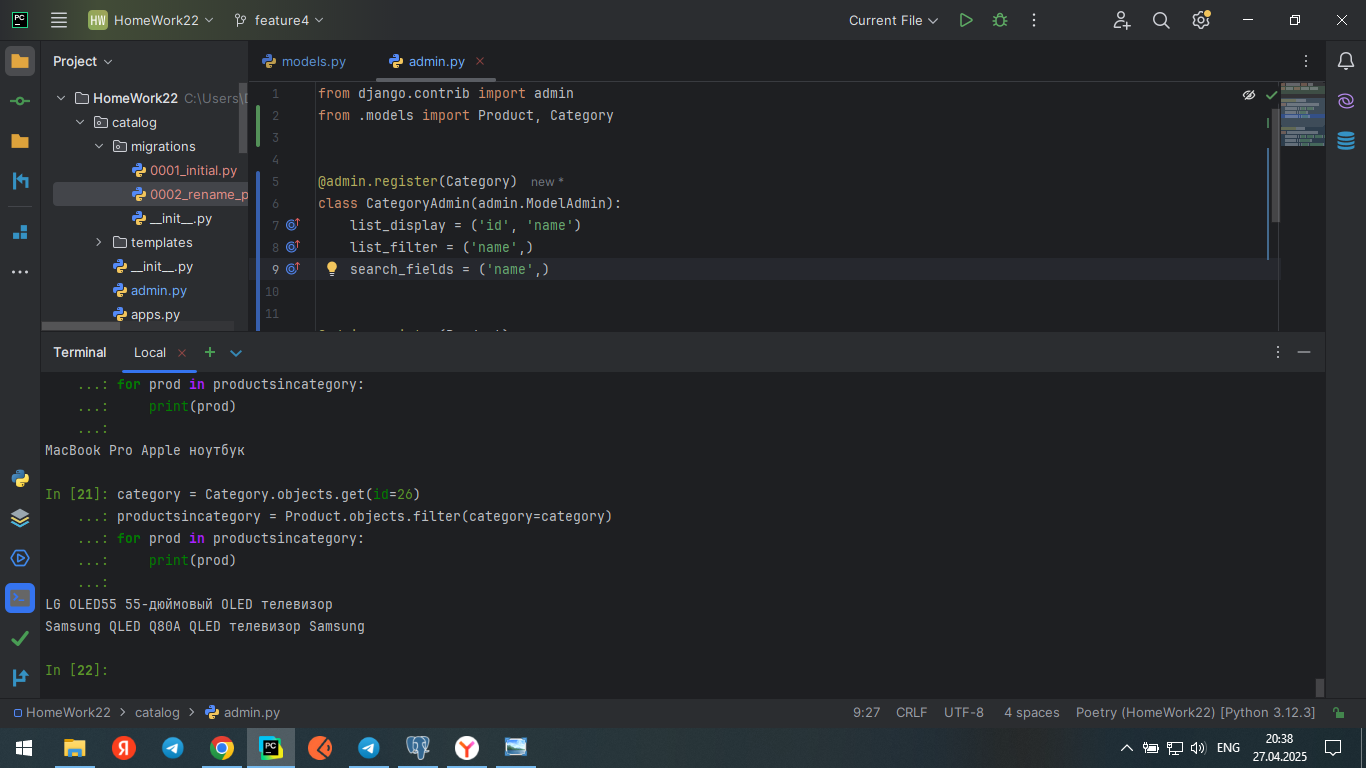 PC
HW HomeWork22 feature4 Current File
Project models.py admin.py
HomeWork22 C:\Users\
catalog
migrations
0001_initial.py
0002_rename_p
__init__.py
templates
__init__.py
admin.py
apps.py
1 from django.contrib import admin
2 from .models import Product, Category
3
4
5 @admin.register(Category) new *
6 class CategoryAdmin(admin.ModelAdmin):
7 list_display = ('id', 'name')
8 list_filter = ('name',)
9 search_fields = ('name',)
10
11
Terminal Local
...: for prod in productsincategory:
...: print(prod)
...:
MacBook Pro Apple ноутбук
In [21]: category = Category.objects.get(id=26)
...: productsincategory = Product.objects.filter(category=category)
...: for prod in productsincategory:
...: print(prod)
...:
LG OLED55 55-дюймовый OLED телевизор
Samsung QLED Q80A QLED телевизор Samsung
In [22]:
HomeWork22 > catalog > admin.py 9:27 CRLF UTF-8 4 spaces Poetry (HomeWork22) [Python 3.12.3]
Я PC Y ENG 20:38
27.04.2025